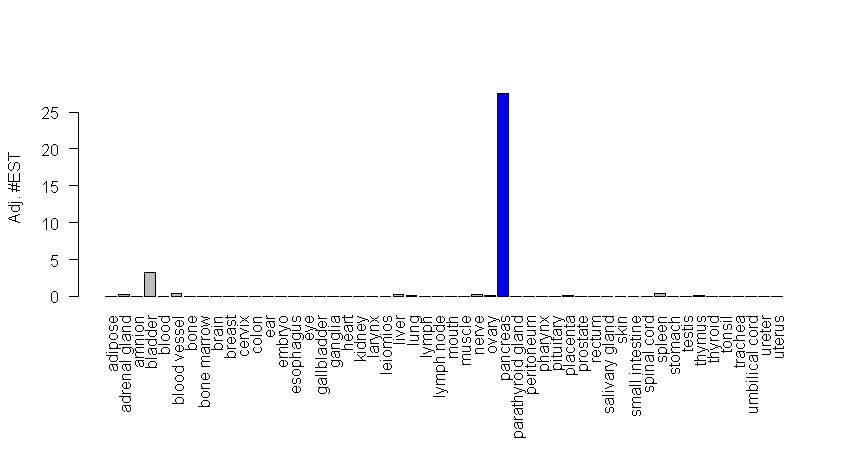 Adj. #EST
25
20
15
10
5
0
adipose
adrenal gland
amnion
bladder
blood
blood vessel
bone
bone marrow
brain
breast
cervix
colon
ear
embryo
esophagus
eye
gallbladder
ganglia
heart
kidney
larynx
leiomios
liver
lung
lymph
lymph node
mouth
muscle
nerve
ovary
pancreas
parathyroid gland
peritoneum
pharynx
pituitary
placenta
prostate
rectum
salivary gland
skin
small intestine
spinal cord
spleen
stomach
testis
thymus
thyroid
tonsil
trachea
umbilical cord
ureter
uterus